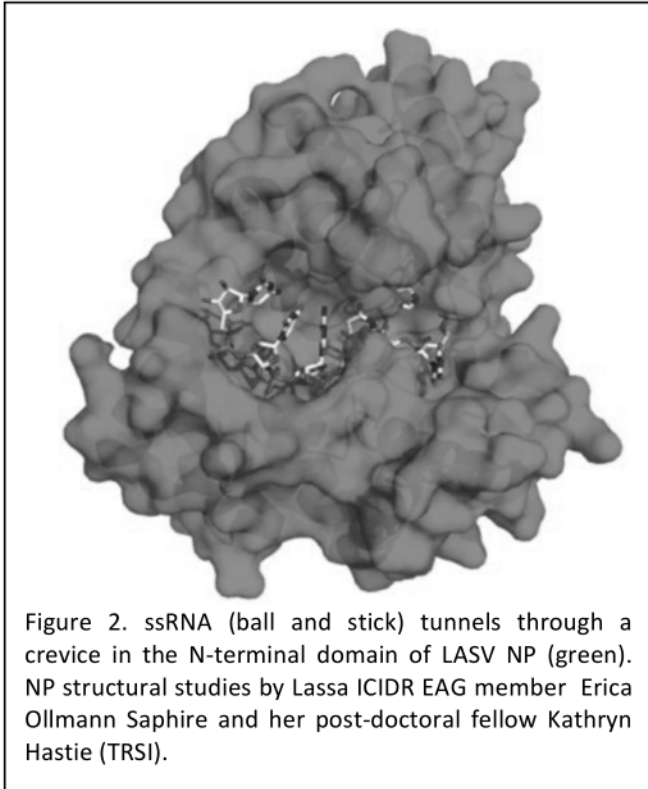 Figure 2. ssRNA (ball and stick) tunnels through a
crevice in the N-terminal domain of LASV NP (green).
NP structural studies by Lassa ICIDR EAG member Erica
Ollmann Saphire and her post-doctoral fellow Kathryn
Hastie (TRSI).